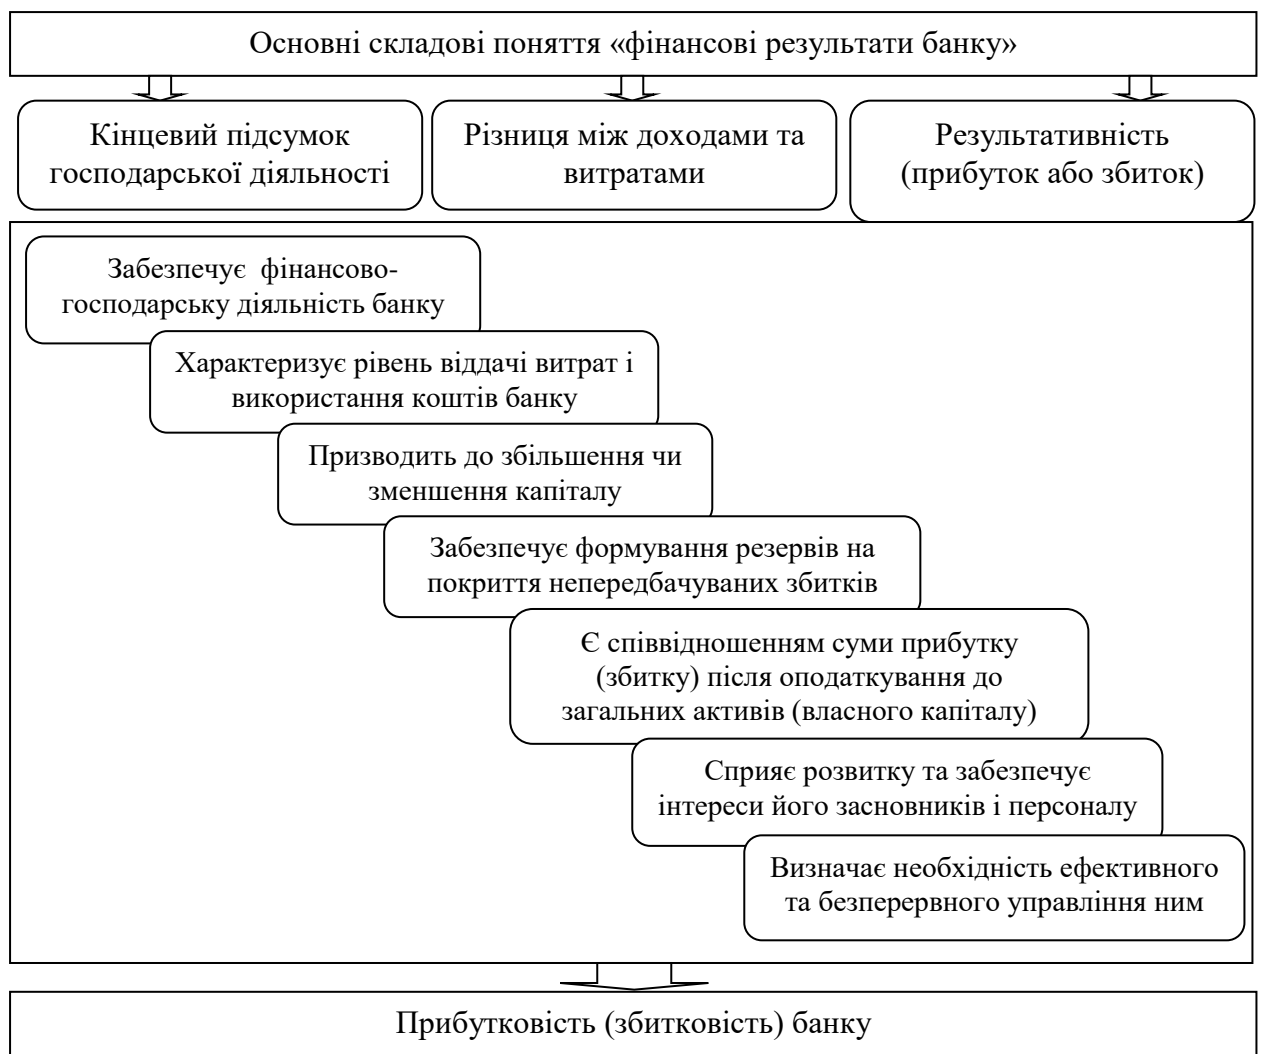 Основні складові поняття «фінансові результати банку»
Кінцевий підсумок
господарської діяльності
Різниця між доходами та
витратами
Результативність
(прибуток або збиток)
Забезпечує фінансово-
господарську діяльність банку
Характеризує рівень віддачі витрат і
використання коштів банку
Призводить до збільшення чи
зменшення капіталу
Забезпечує формування резервів на
покриття непередбачуваних збитків
Є співвідношенням суми прибутку
(збитку) після оподаткування до
загальних активів (власного капіталу)
Сприяє розвитку та забезпечує
інтереси його засновників і персоналу
Визначає необхідність ефективного
та безперервного управління ним
Прибутковість (збитковість) банку